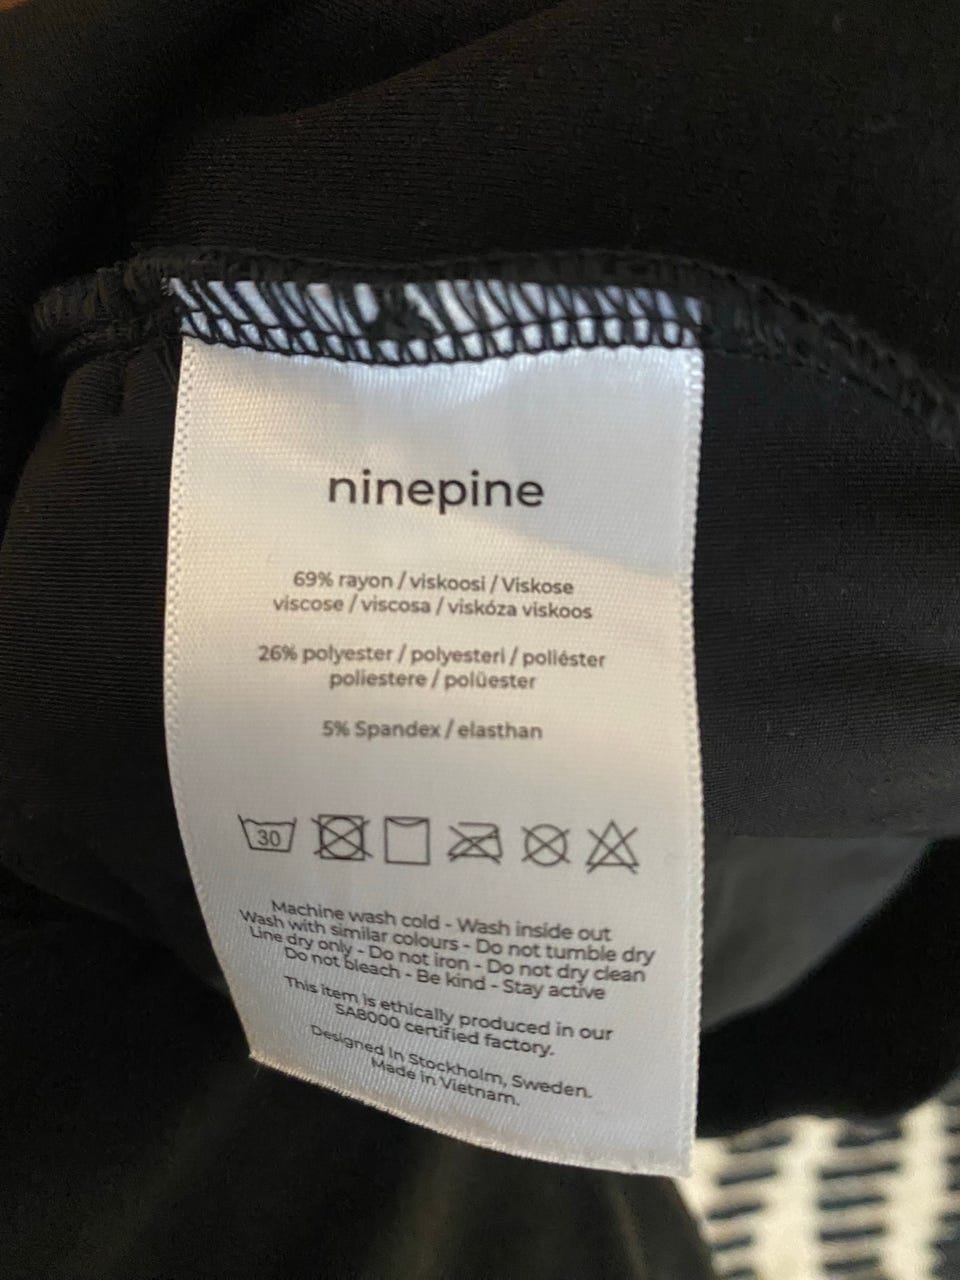 ninepine
69% rayon / viskoosi / Viskose
viscose / viscosa / viskóza viskoos
26% polyester / polyesteri / poliéster
poliestere / polüester
5% Spandex / elasthan
30
Machine wash cold - Wash inside out
Wash with similar colours - Do not tumble dry
Line dry only - Do not iron - Do not dry clean
Do not bleach - Be kind - Stay active
This item is ethically produced in our
SA8000 certified factory.
Designed in Stockholm, Sweden.
Made in Vietnam.